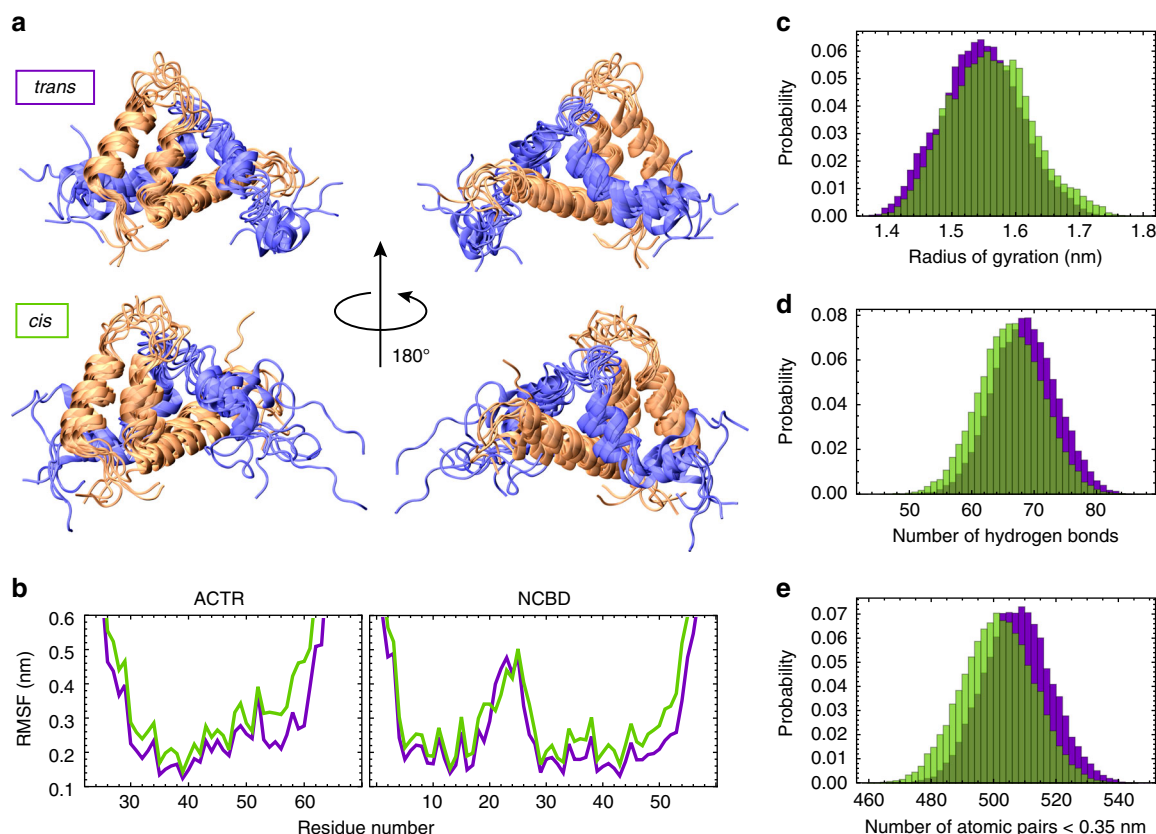 a
trans
cis
180°
b
ACTR
NCBD
RMSF (nm)
0.6
0.5
0.4
0.3
0.2
0.1
30 40 50 60
10 20 30 40 50
Residue number
c
Probability
0.06
0.05
0.04
0.03
0.02
0.01
0.00
1.4 1.5 1.6 1.7 1.8
Radius of gyration (nm)
d
Probability
0.08
0.06
0.04
0.02
0.00
50 60 70 80
Number of hydrogen bonds
e
Probability
0.07
0.06
0.05
0.04
0.03
0.02
0.01
0.00
460 480 500 520 540
Number of atomic pairs < 0.35 nm